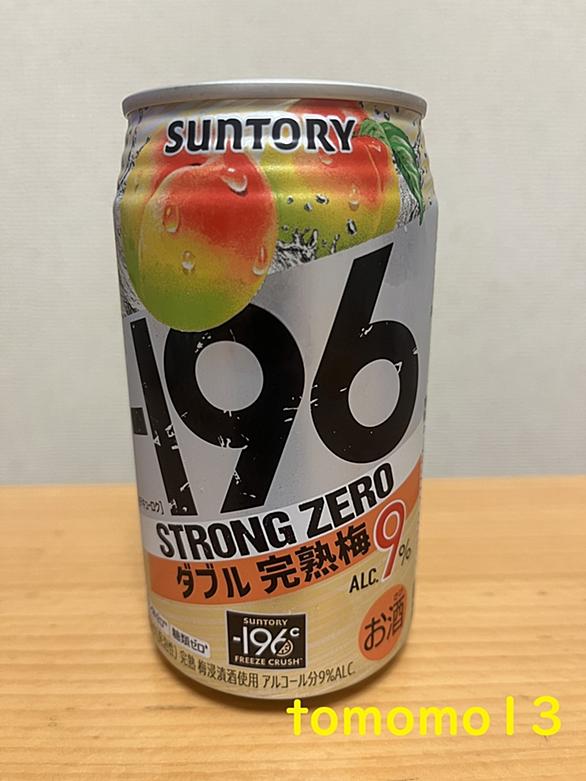 SUNTORY
-196
STRONG ZERO
ダブル 完熟梅
ALC.9%
お酒
糖類ゼロ
SUNTORY
-196℃
FREEZE CRUSH
完熟 梅浸漬酒使用 アルコール分9%ALC.
tomomo13